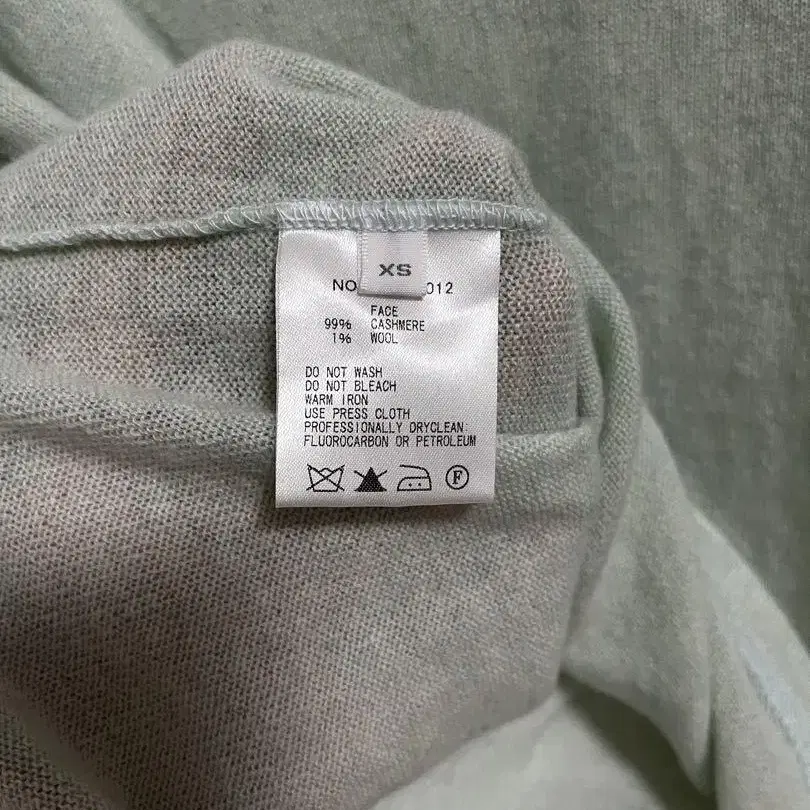 XS
NO 012
FACE
99% CASHMERE
1% WOOL
DO NOT WASH
DO NOT BLEACH
WARM IRON
USE PRESS CLOTH
PROFESSIONALLY DRYCLEAN:
FLUOROCARBON OR PETROLEUM
F